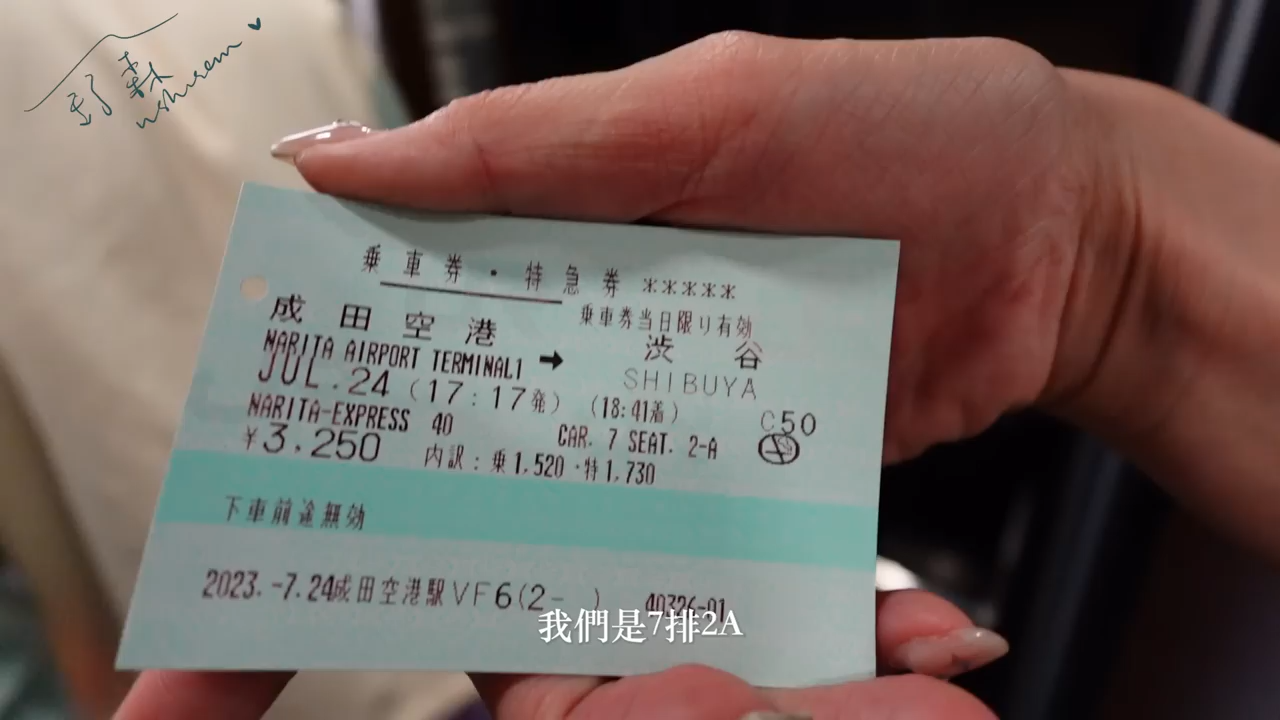 乗車券・特急券 *****
乗車券当日限り有効
成田空港 → 渋谷
NARITA AIRPORT TERMINAL1 SHIBUYA
JUL.24 (17:17発) (18:41着) C50
NARITA-EXPRESS 40 CAR. 7 SEAT. 2-A
¥3,250 内訳:乗1,520・特1,730
下車前途無効
2023.-7.24成田空港駅VF6(2- ) 40326-01
我們是7排2A